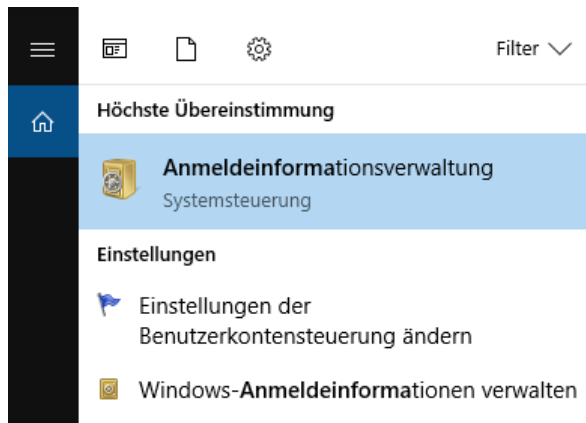 Filter
Höchste Übereinstimmung
Anmeldeinformationsverwaltung
Systemsteuerung
Einstellungen
Einstellungen der
Benutzerkontensteuerung ändern
Windows-Anmeldeinformationen verwalten